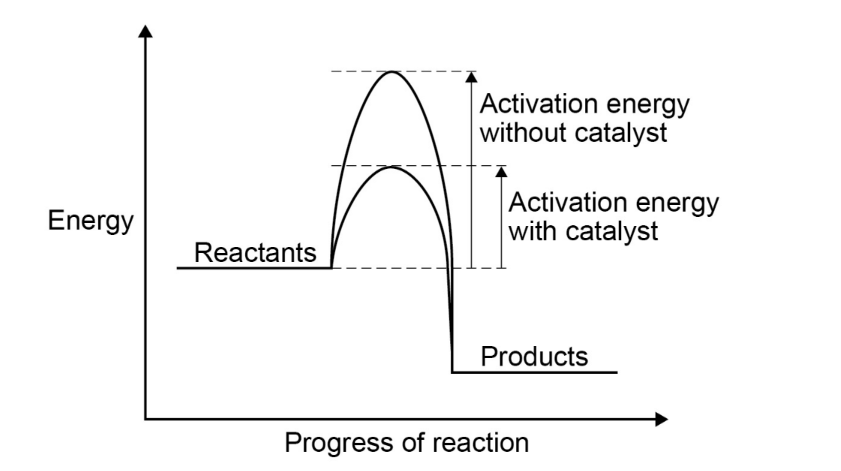 Activation energy
without catalyst
Activation energy
with catalyst
Energy
Reactants
Products
Progress of reaction